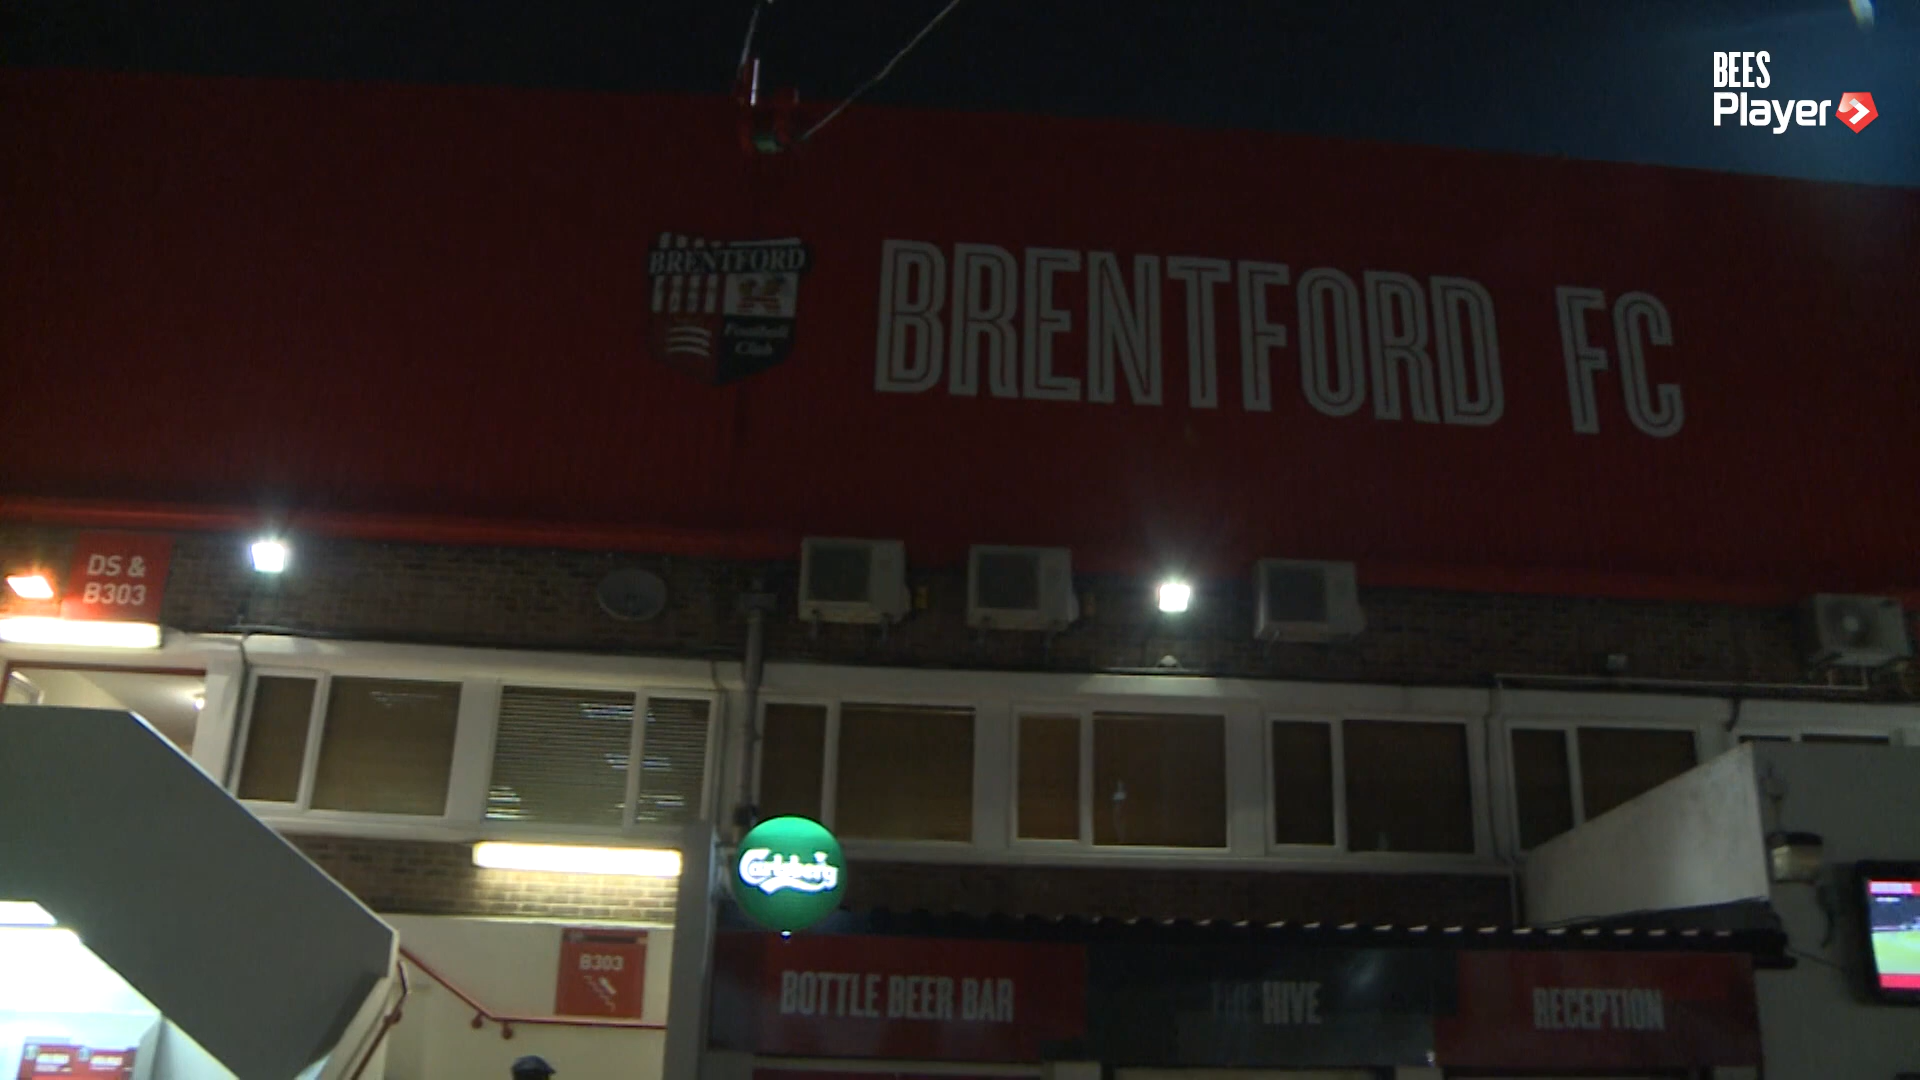 BEES
Player
BRENTFORD
Football
Club
BRENTFORD FC
DS &
B303
Carlsberg
B303
BOTTLE BEER BAR
THE HIVE
RECEPTION